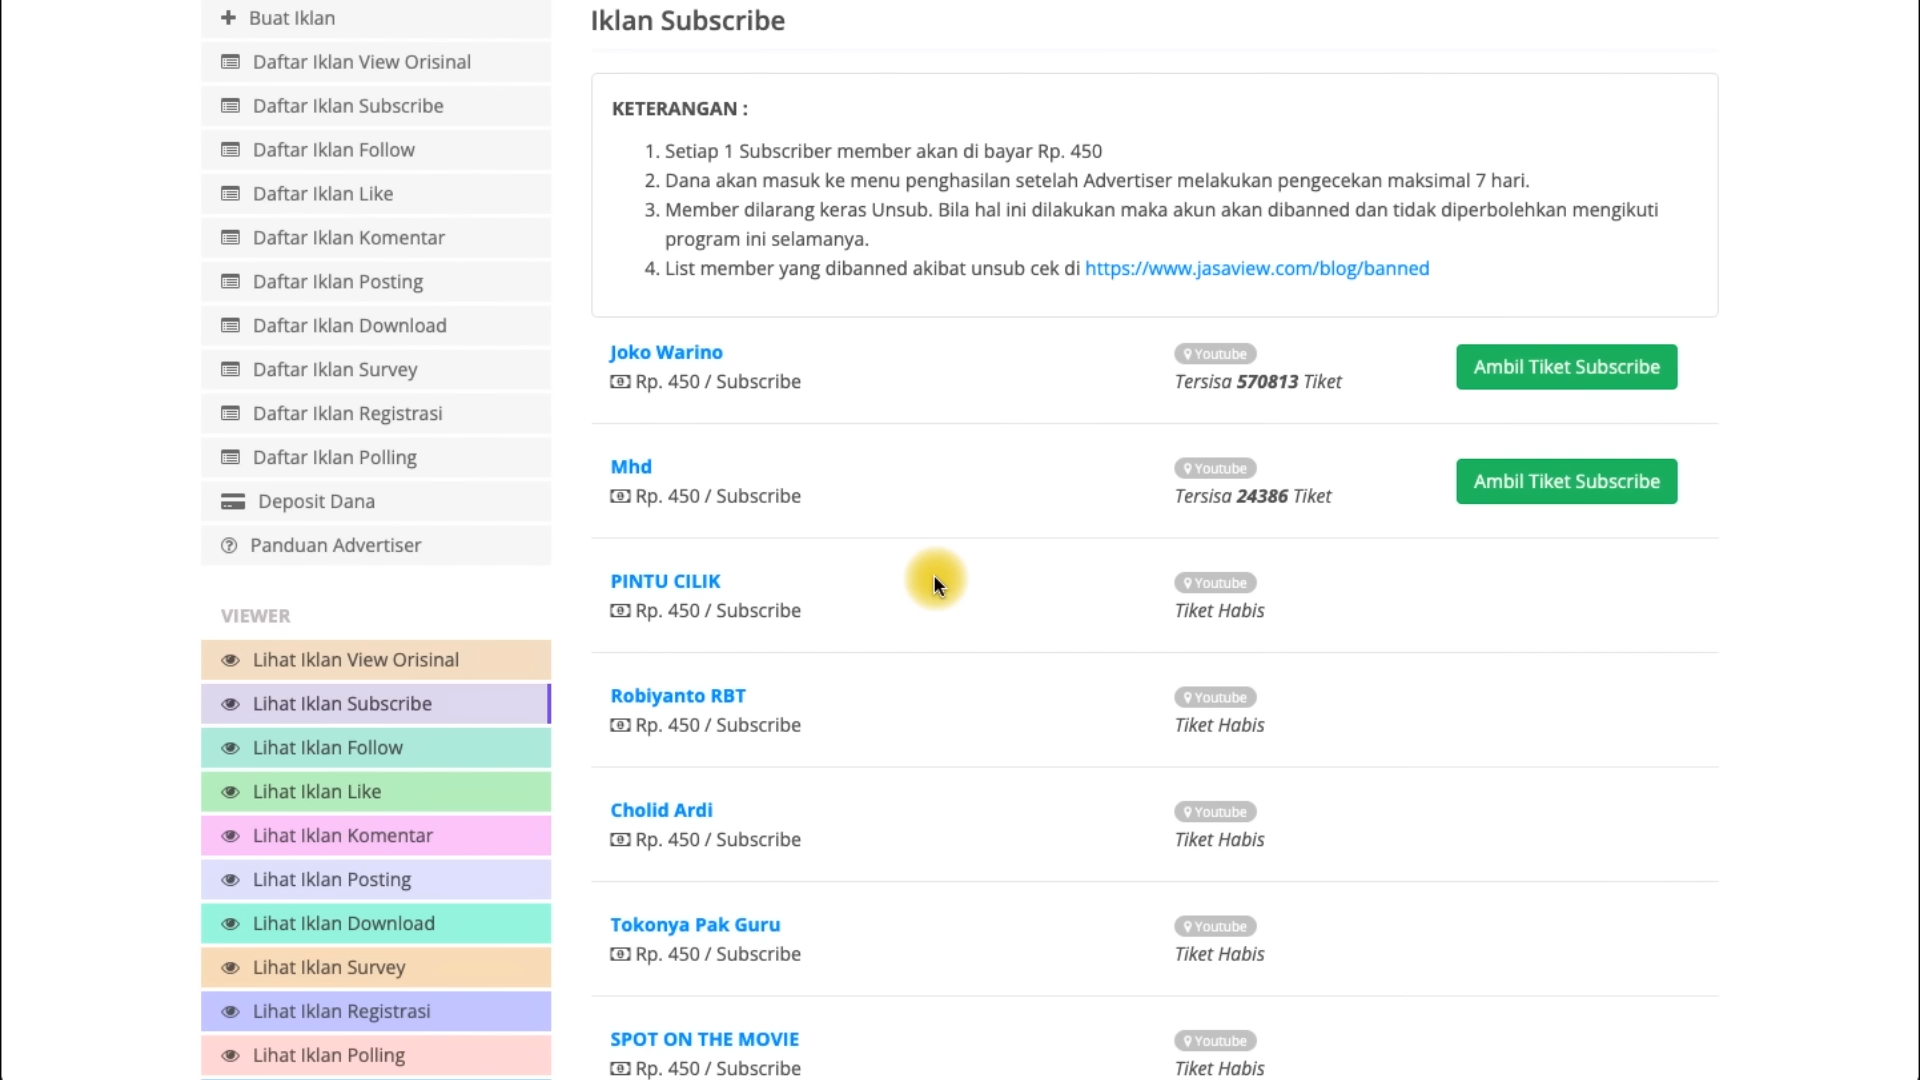 Buat Iklan
Daftar Iklan View Orisinal
Daftar Iklan Subscribe
Daftar Iklan Follow
Daftar Iklan Like
Daftar Iklan Komentar
Daftar Iklan Posting
Daftar Iklan Download
Daftar Iklan Survey
Daftar Iklan Registrasi
Daftar Iklan Polling
Deposit Dana
Panduan Advertiser
VIEWER
Lihat Iklan View Orisinal
Lihat Iklan Subscribe
Lihat Iklan Follow
Lihat Iklan Like
Lihat Iklan Komentar
Lihat Iklan Posting
Lihat Iklan Download
Lihat Iklan Survey
Lihat Iklan Registrasi
Lihat Iklan Polling
Iklan Subscribe
KETERANGAN :
1. Setiap 1 Subscriber member akan di bayar Rp. 450
2. Dana akan masuk ke menu penghasilan setelah Advertiser melakukan pengecekan maksimal 7 hari.
3. Member dilarang keras Unsub. Bila hal ini dilakukan maka akun akan dibanned dan tidak diperbolehkan mengikuti
program ini selamanya.
4. List member yang dibanned akibat unsub cek di https://www.jasaview.com/blog/banned
Joko Warino
Rp. 450 / Subscribe
Youtube
Tersisa 570813 Tiket
Ambil Tiket Subscribe
Mhd
Rp. 450 / Subscribe
Youtube
Tersisa 24386 Tiket
Ambil Tiket Subscribe
PINTU CILIK
Rp. 450 / Subscribe
Youtube
Tiket Habis
Robiyanto RBT
Rp. 450 / Subscribe
Youtube
Tiket Habis
Cholid Ardi
Rp. 450 / Subscribe
Youtube
Tiket Habis
Tokonya Pak Guru
Rp. 450 / Subscribe
Youtube
Tiket Habis
SPOT ON THE MOVIE
Rp. 450 / Subscribe
Youtube
Tiket Habis